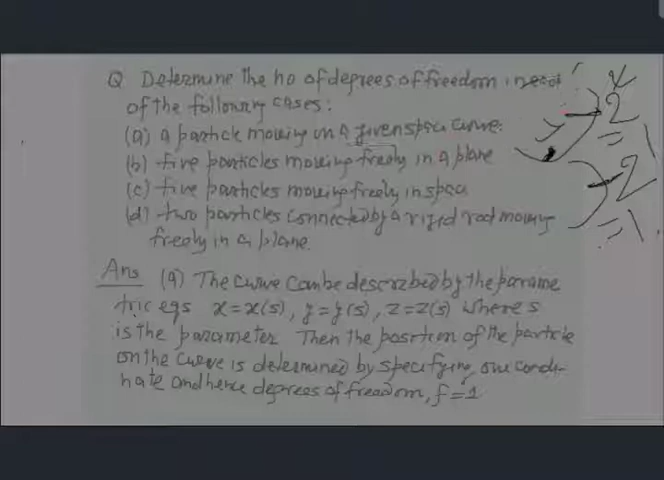 Q Determine the no of degrees of freedom in each
of the following cases:
(a) a particle moving on a given space curve.
(b) five particles moving freely in a plane
(c) five particles moving freely in space
(d) two particles connected by a rigid rod moving
freely in a plane.
Ans (a) The curve can be described by the parame
tric eqs x=x(s), y=y(s), z=z(s) where s
is the parameter. Then the position of the particle
on the curve is determined by specifying one coordi-
nate and hence degrees of freedom, f=1
2
2
=1